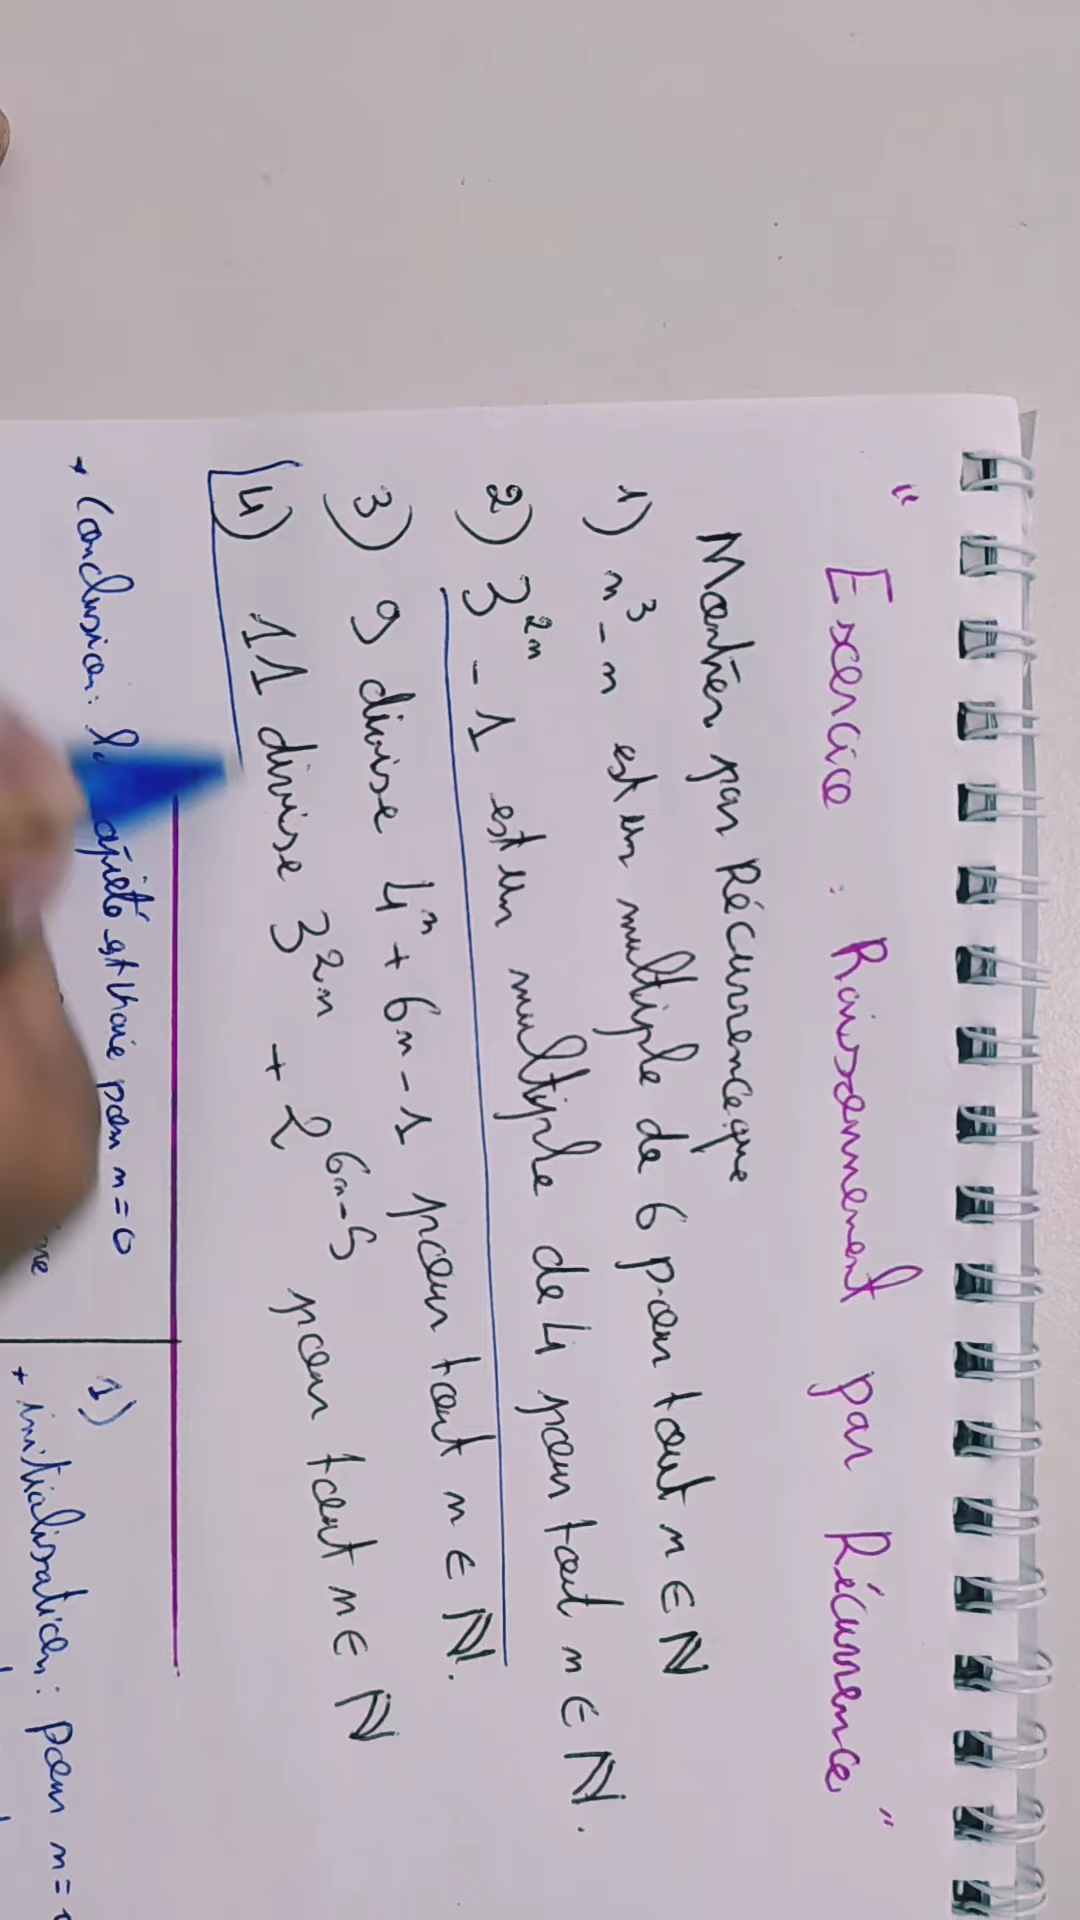 " Exercice : Raisonnement par Récurrence "
Montrer par Récurrence que
1) n³ - n est un multiple de 6 pour tout n ∈ ℕ
2) 3²ⁿ - 1 est un multiple de 4 pour tout n ∈ ℕ.
3) 9 divise 4ⁿ + 6n - 1 pour tout n ∈ ℕ.
4) 11 divise 3²ⁿ + 2⁶ⁿ⁻⁵ pour tout n ∈ ℕ
+ Conclusion: est vraie pour n = 0
1)
+ initialisation: pour n =